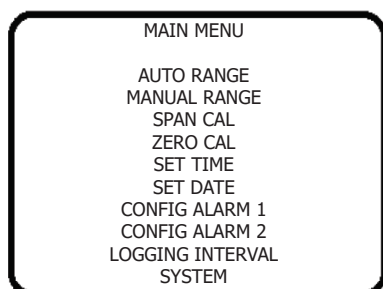 MAIN MENU
AUTO RANGE
MANUAL RANGE
SPAN CAL
ZERO CAL
SET TIME
SET DATE
CONFIG ALARM 1
CONFIG ALARM 2
LOGGING INTERVAL
SYSTEM